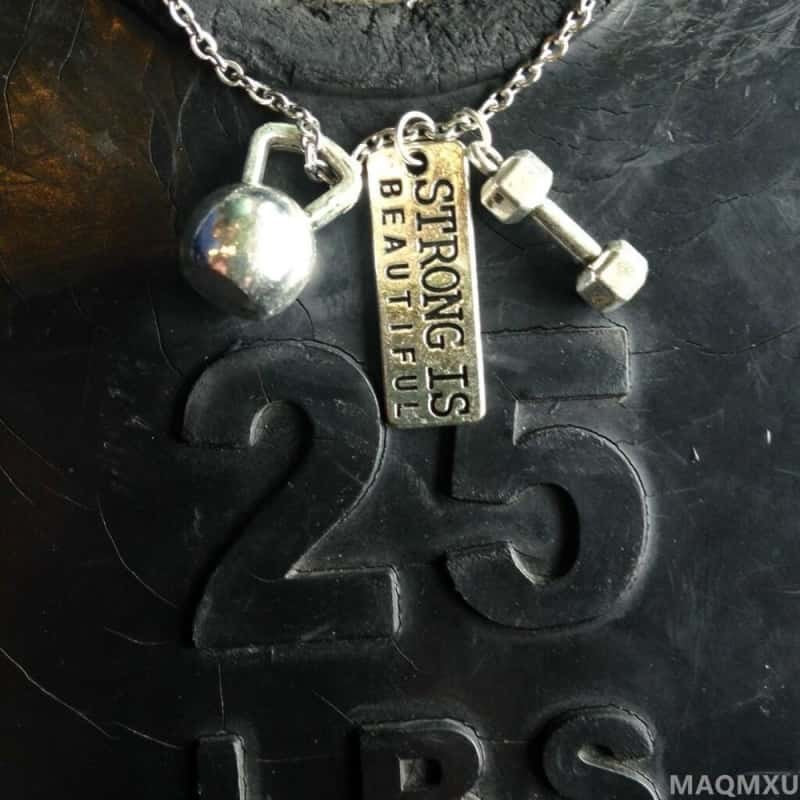 STRONG IS
BEAUTIFUL
25
LBS
MAQMXU